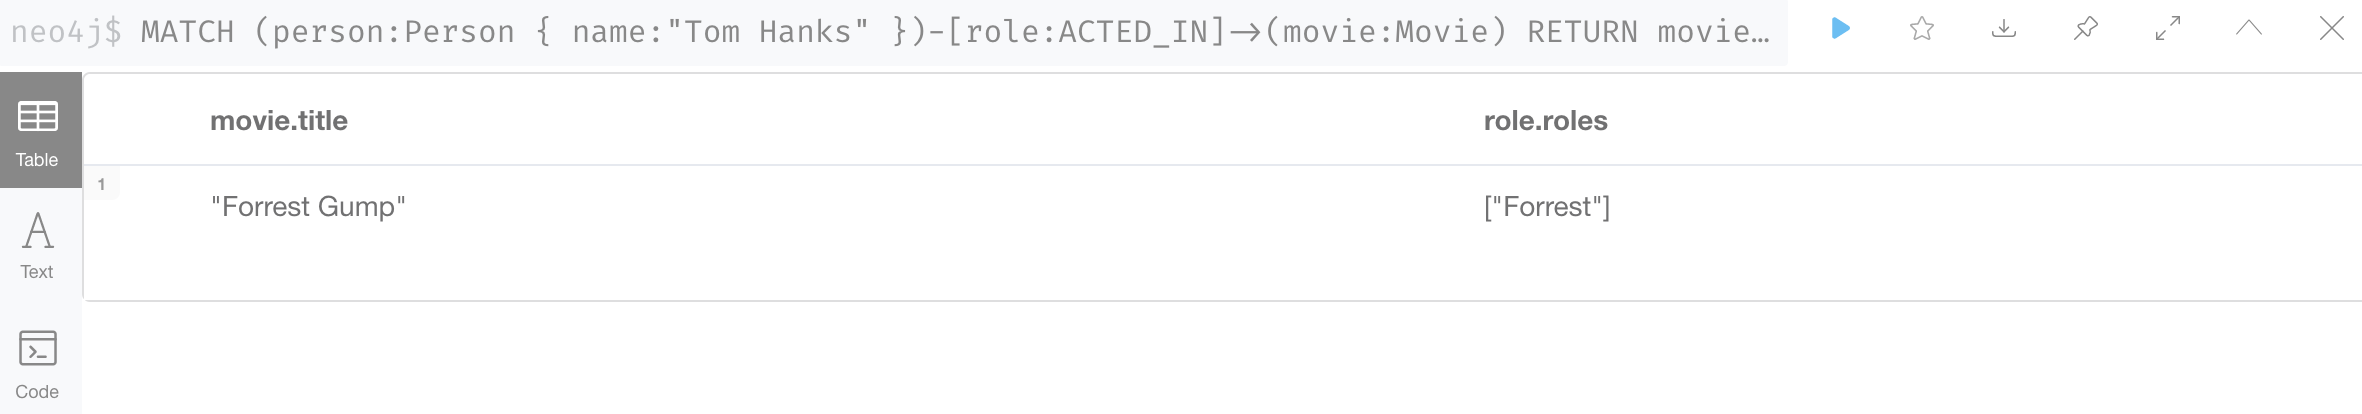 neo4j$ MATCH (person:Person { name:"Tom Hanks" })-[role:ACTED_IN]→(movie:Movie) RETURN movie…
Table
movie.title role.roles
1
"Forrest Gump" ["Forrest"]
Text
Code